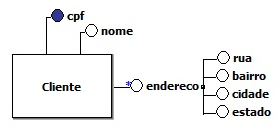 cpf
nome
Cliente
* endereco
rua
bairro
cidade
estado